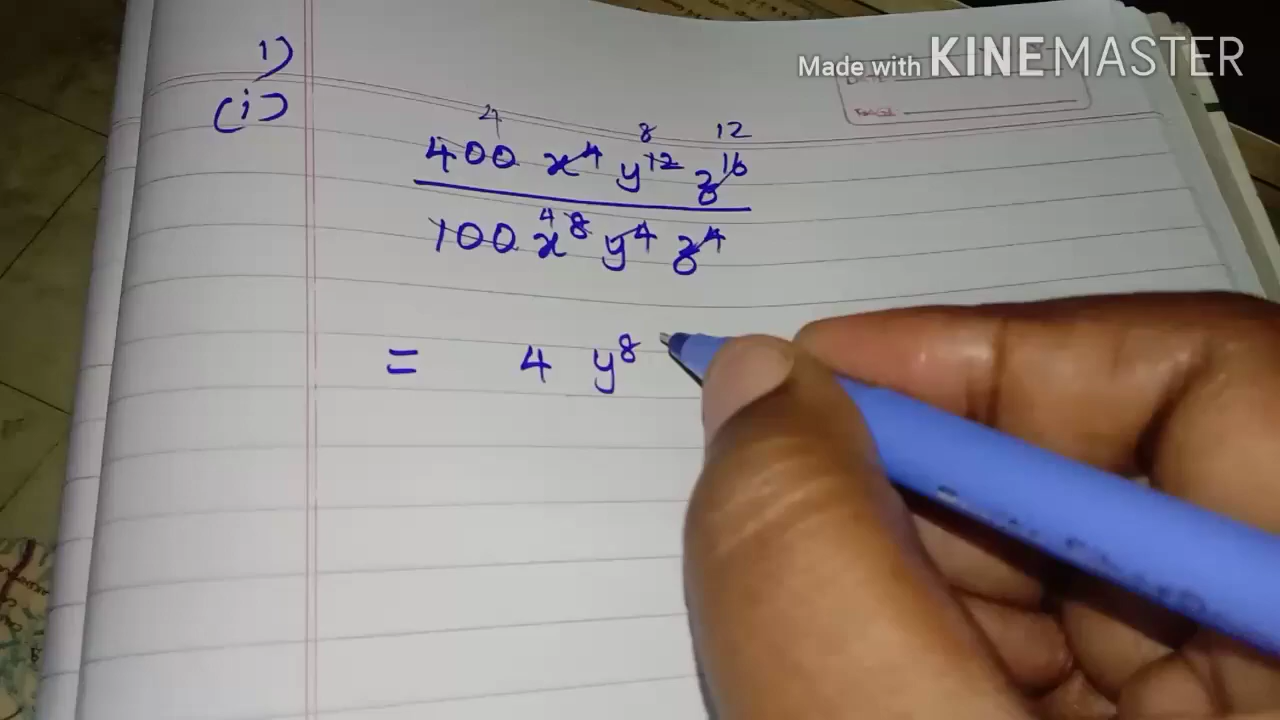 Made with KINEMASTER
1)
(i)
4 8 12
400 x⁴ y¹² z¹⁶
4
100 x⁸ y⁴ z⁴
= 4 y⁸